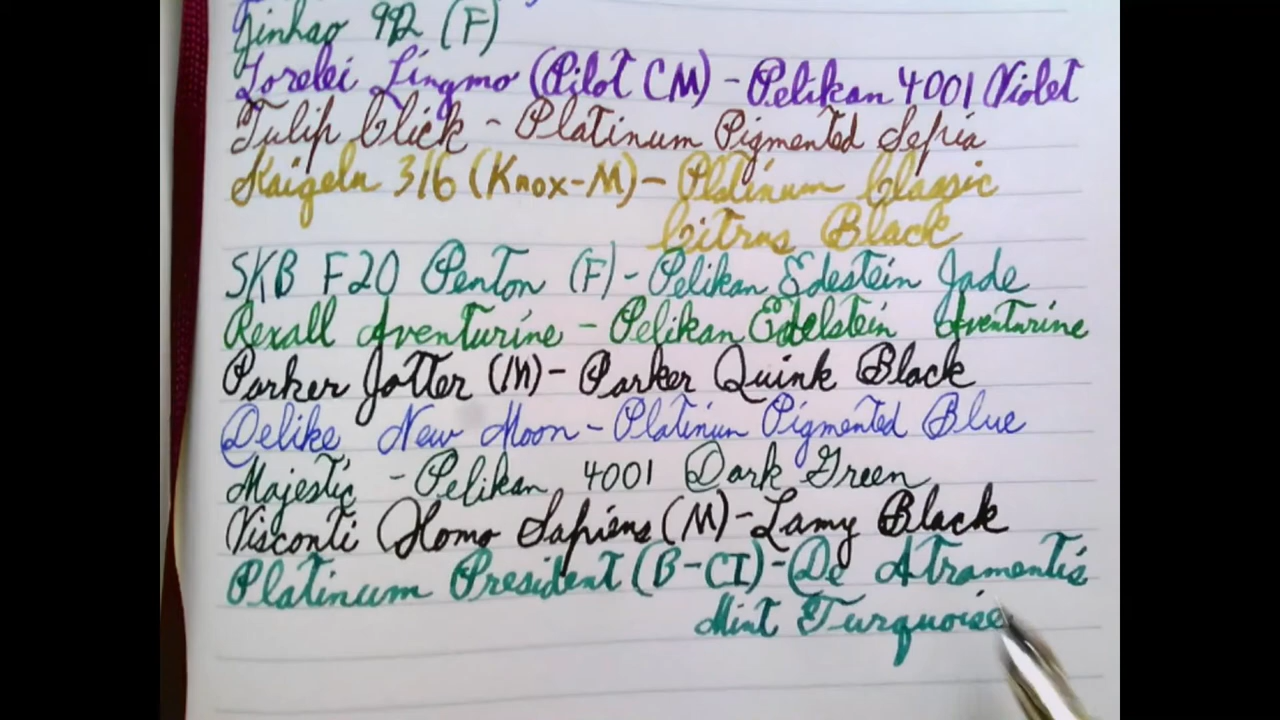 Jinhao 992 (F)
Lorelei Lingmo (Pilot CM) - Pelikan 4001 Violet
Tulip Click - Platinum Pigmented Sepia
Kaigelu 316 (Knox-M) - Platinum Classic
Citrus Black
SKB F20 Penton (F) - Pelikan Edestein Jade
Rexall Aventurine - Pelikan Edelstein Aventurine
Parker Jotter (M) - Parker Quink Black
Delike New Moon - Platinum Pigmented Blue
Majestic - Pelikan 4001 Dark Green
Visconti Homo Sapiens (M) - Lamy Black
Platinum President (B-CI) - De Atramentis
Mint Turquoise